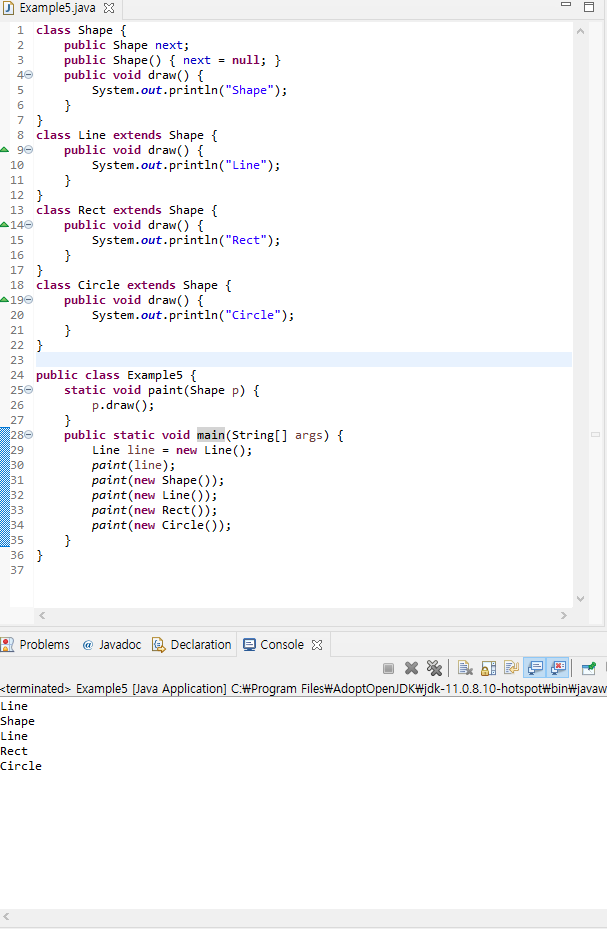 Example5.java
1 class Shape {
2     public Shape next;
3     public Shape() { next = null; }
4     public void draw() {
5         System.out.println("Shape");
6     }
7 }
8 class Line extends Shape {
9     public void draw() {
10         System.out.println("Line");
11     }
12 }
13 class Rect extends Shape {
14     public void draw() {
15         System.out.println("Rect");
16     }
17 }
18 class Circle extends Shape {
19     public void draw() {
20         System.out.println("Circle");
21     }
22 }
23
24 public class Example5 {
25     static void paint(Shape p) {
26         p.draw();
27     }
28     public static void main(String[] args) {
29         Line line = new Line();
30         paint(line);
31         paint(new Shape());
32         paint(new Line());
33         paint(new Rect());
34         paint(new Circle());
35     }
36 }
37
Problems @ Javadoc Declaration Console
<terminated> Example5 [Java Application] C:₩Program Files₩AdoptOpenJDK₩jdk-11.0.8.10-hotspot₩bin₩javaw
Line
Shape
Line
Rect
Circle